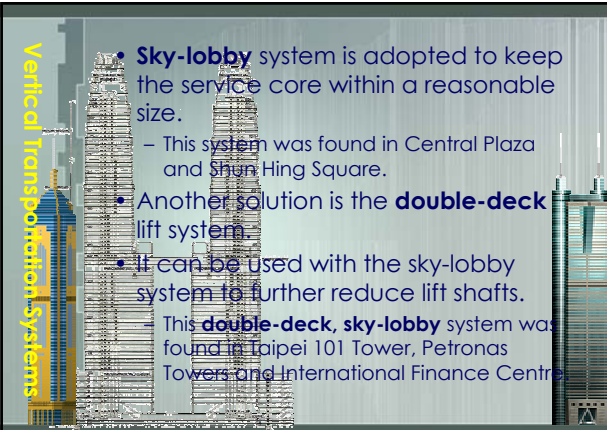 Vertical Transportation Systems
• Sky-lobby system is adopted to keep
the service core within a reasonable
size.
– This system was found in Central Plaza
and Shun Hing Square.
• Another solution is the double-deck
lift system.
• It can be used with the sky-lobby
system to further reduce lift shafts.
– This double-deck, sky-lobby system was
found in Taipei 101 Tower, Petronas
Towers and International Finance Centre.